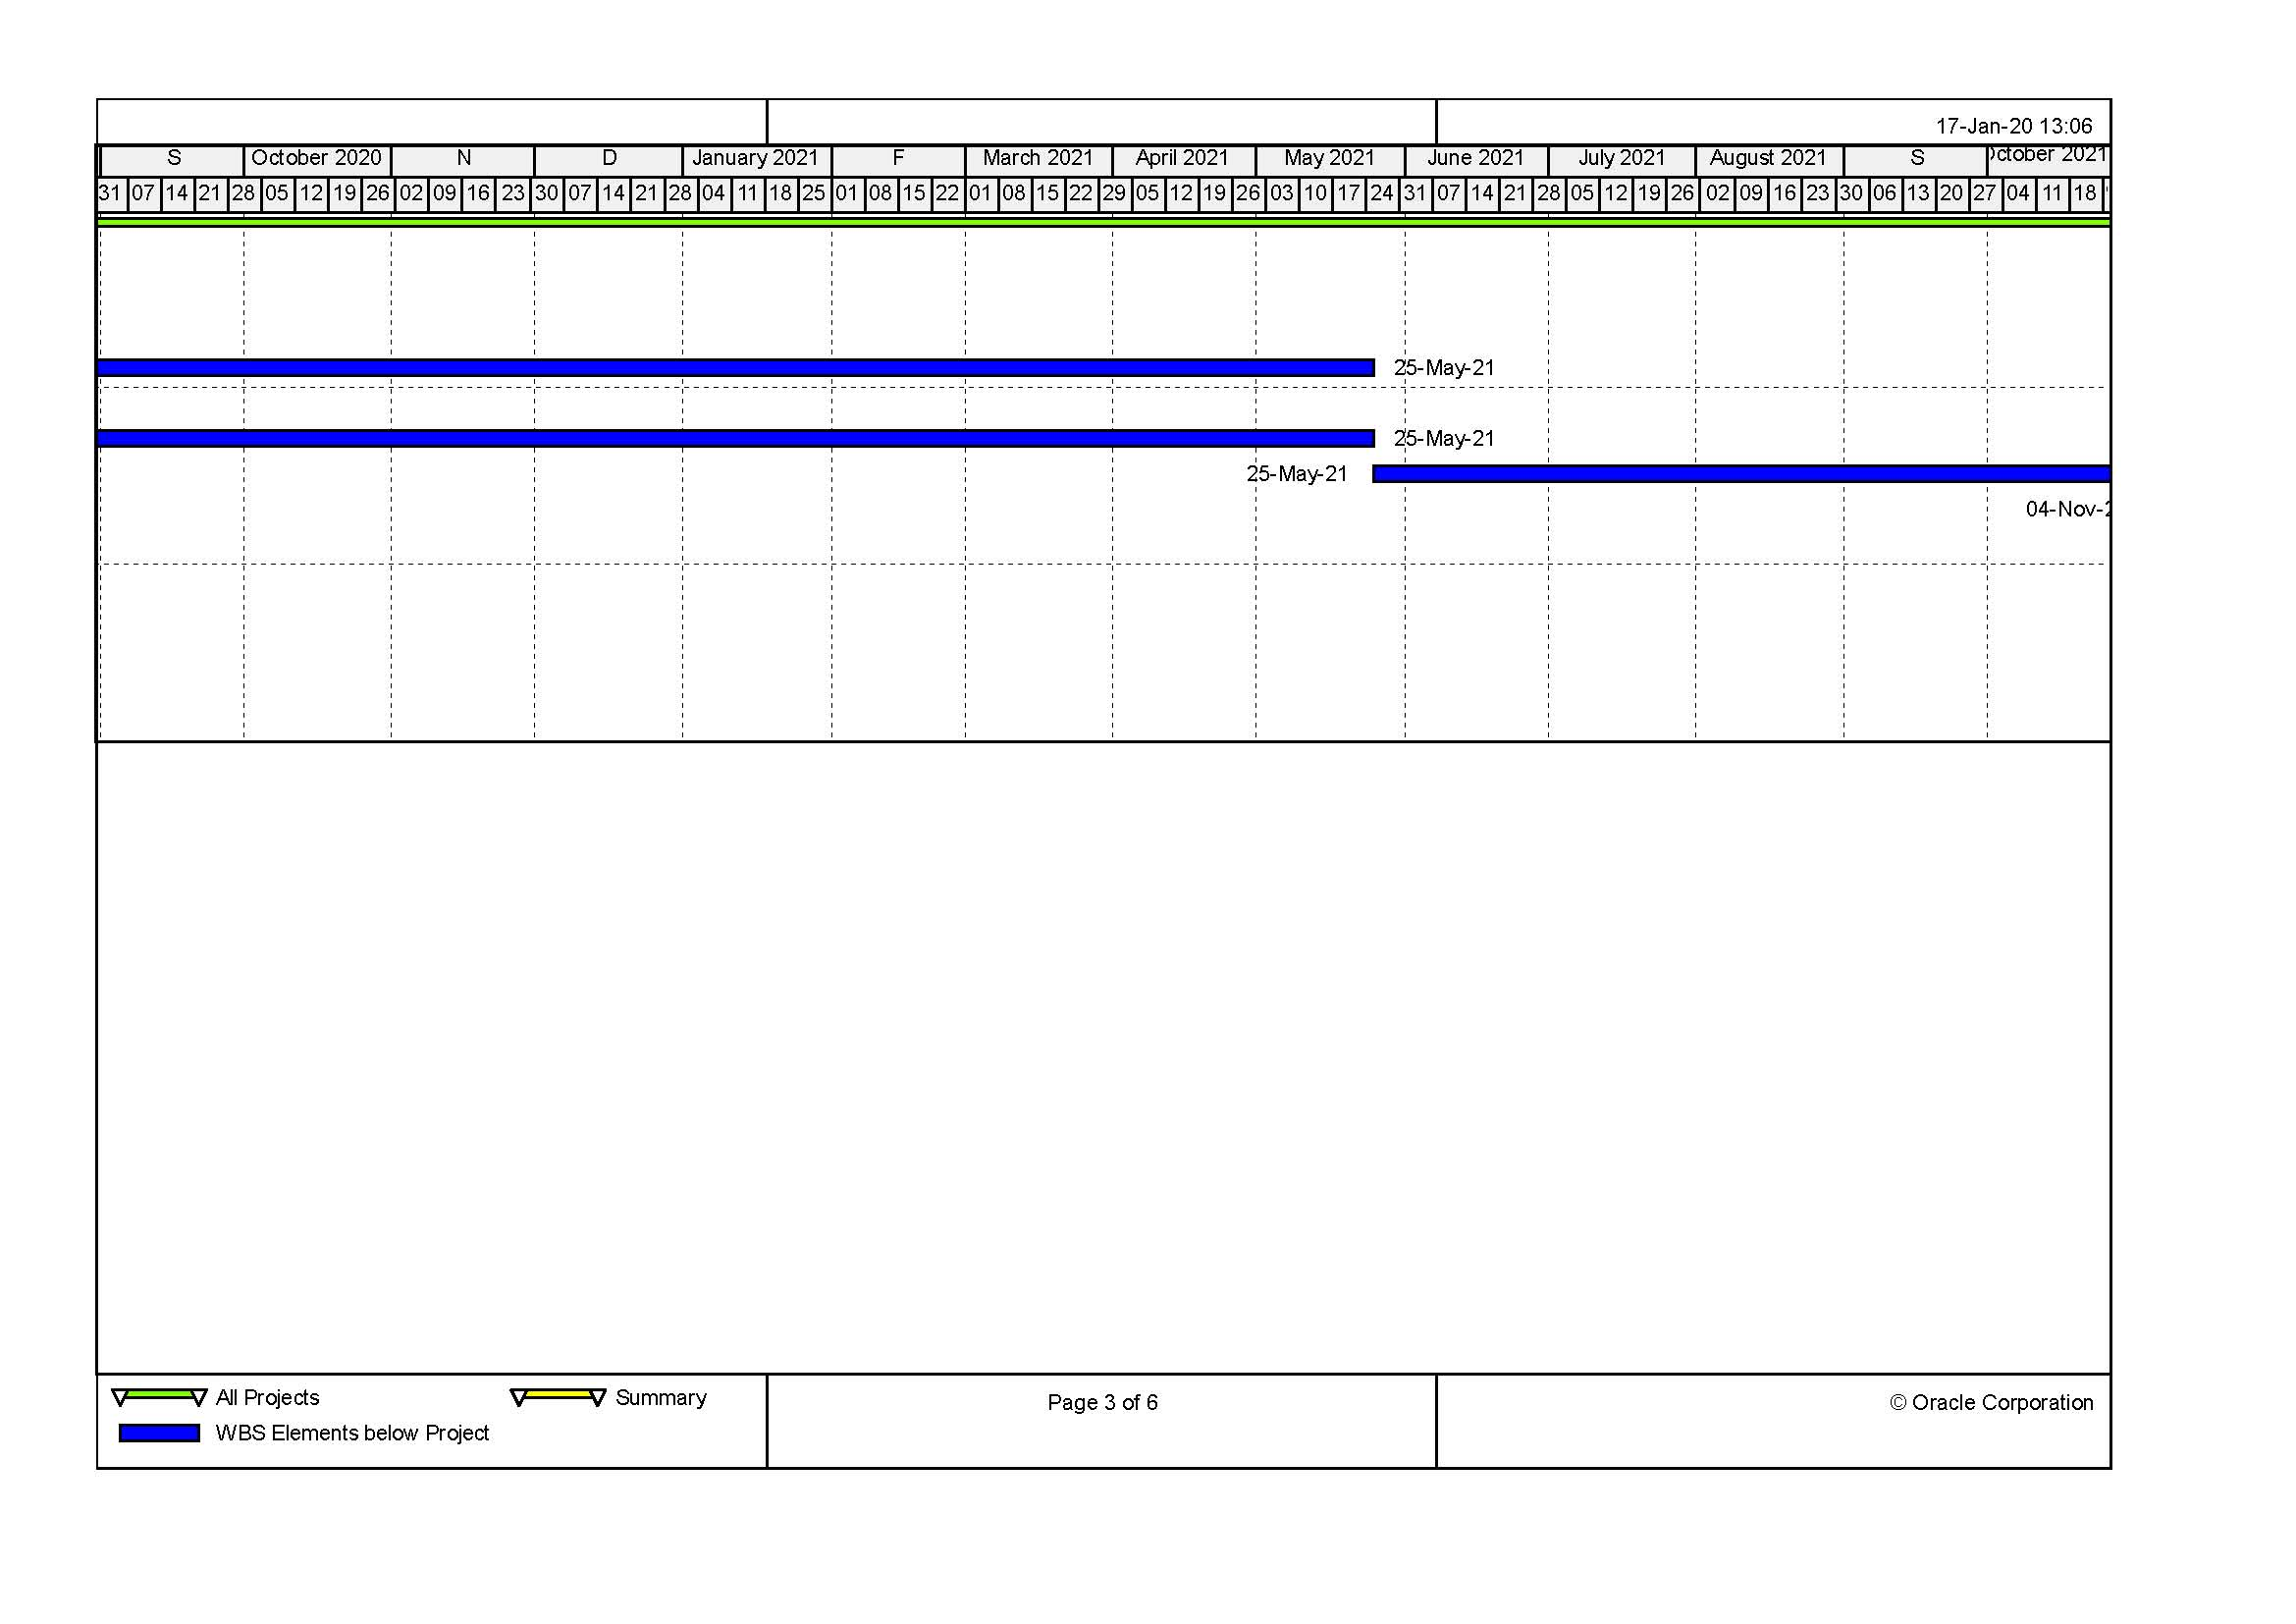 17-Jan-20 13:06
S October 2020 N D January 2021 F March 2021 April 2021 May 2021 June 2021 July 2021 August 2021 S October 2021
31 07 14 21 28 05 12 19 26 02 09 16 23 30 07 14 21 28 04 11 18 25 01 08 15 22 01 08 15 22 29 05 12 19 26 03 10 17 24 31 07 14 21 28 05 12 19 26 02 09 16 23 30 06 13 20 27 04 11 18
25-May-21
25-May-21
25-May-21
04-Nov-2
All Projects Summary
WBS Elements below Project
Page 3 of 6
© Oracle Corporation